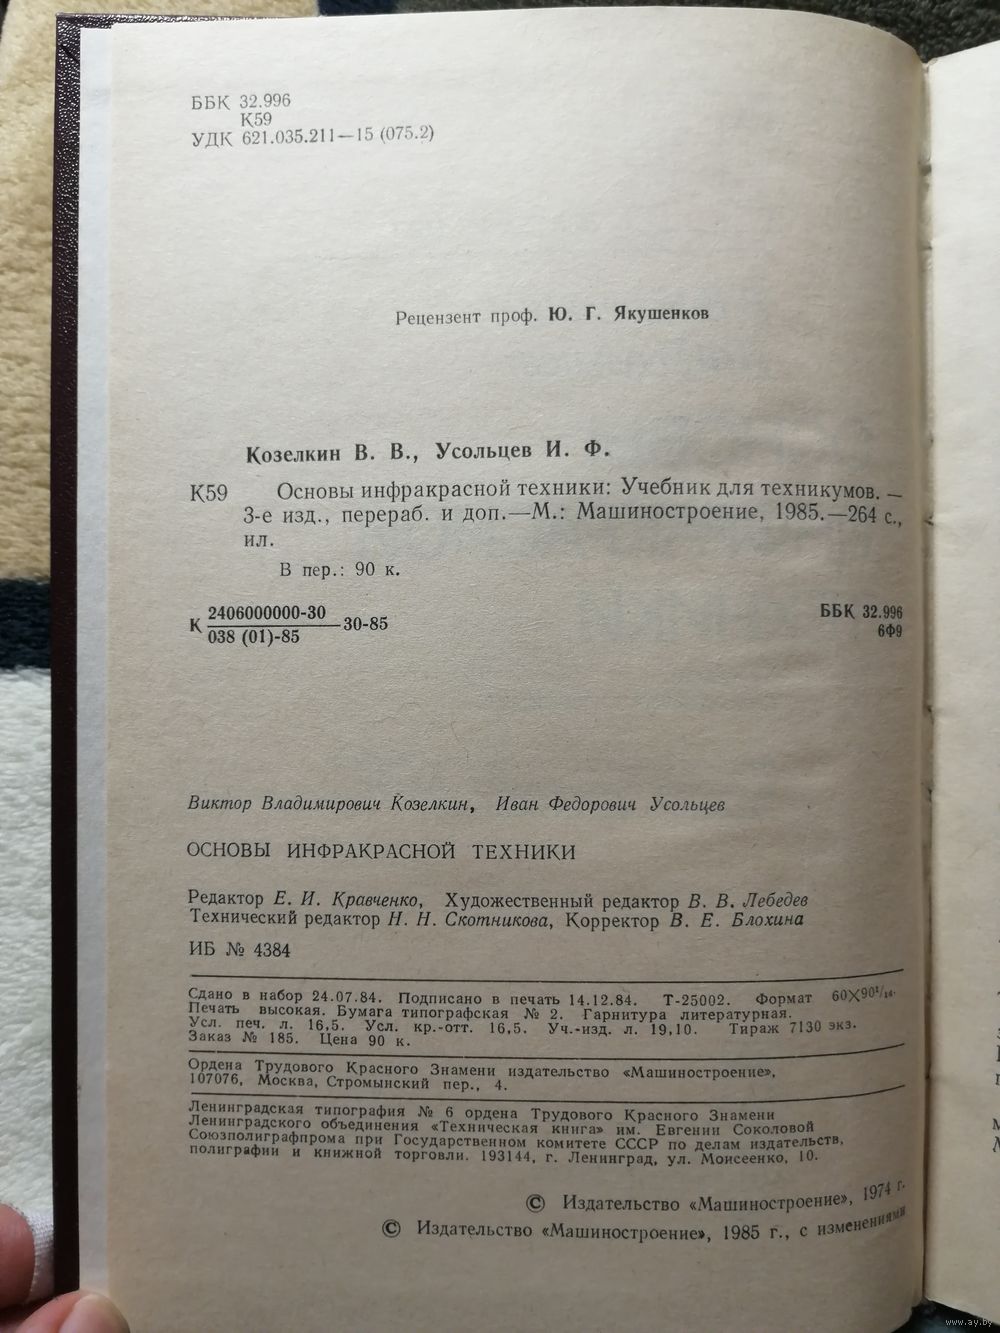 ББК 32.996
К59
УДК 621.035.211—15 (075.2)
Рецензент проф. Ю. Г. Якушенков
Козелкин В. В., Усольцев И. Ф.
К59 Основы инфракрасной техники: Учебник для техникумов. —
3-е изд., перераб. и доп.—М.: Машиностроение, 1985.—264 с.,
ил.
В пер.: 90 к.
К 2406000000-30
038 (01)-85 30-85
ББК 32.996
6Ф9
Виктор Владимирович Козелкин, Иван Федорович Усольцев
ОСНОВЫ ИНФРАКРАСНОЙ ТЕХНИКИ
Редактор Е. И. Кравченко, Художественный редактор В. В. Лебедев
Технический редактор Н. Н. Скотникова, Корректор В. Е. Блохина
ИБ № 4384
Сдано в набор 24.07.84. Подписано в печать 14.12.84. Т-25002. Формат 60×90¹/₁₆.
Печать высокая. Бумага типографская № 2. Гарнитура литературная.
Усл. печ. л. 16,5. Усл. кр.-отт. 16,5. Уч.-изд. л. 19,10. Тираж 7130 экз.
Заказ № 185. Цена 90 к.
Ордена Трудового Красного Знамени издательство «Машиностроение»,
107076, Москва, Стромынский пер., 4.
Ленинградская типография № 6 ордена Трудового Красного Знамени
Ленинградского объединения «Техническая книга» им. Евгении Соколовой
Союзполиграфпрома при Государственном комитете СССР по делам издательств,
полиграфии и книжной торговли. 193144, г. Ленинград, ул. Моисеенко, 10.
© Издательство «Машиностроение», 1974 г.
© Издательство «Машиностроение», 1985 г., с изменениями
www.ay.by